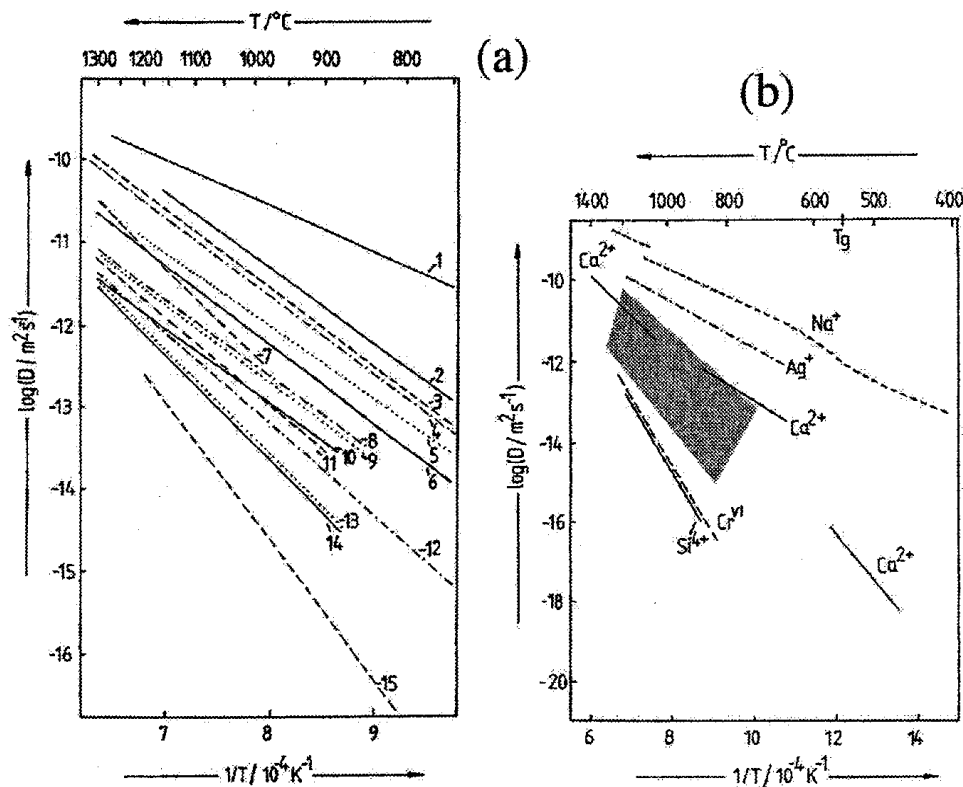 (a)
T/°C
1300 1200 1100 1000 900 800
log(D/m²s⁻¹)
-10
-11
-12
-13
-14
-15
-16
1
2
3
4
5
6
7
8
9
10
11
12
13
14
15
7 8 9
1/T/10⁻⁴K⁻¹
(b)
T/°C
1400 1000 800 600 500 400
Tg
log(D/m²s⁻¹)
-10
-12
-14
-16
-18
-20
Ca²⁺
Na⁺
Ag⁺
Ca²⁺
Cr^VI
Si⁴⁺
Ca²⁺
6 8 10 12 14
1/T/10⁻⁴K⁻¹